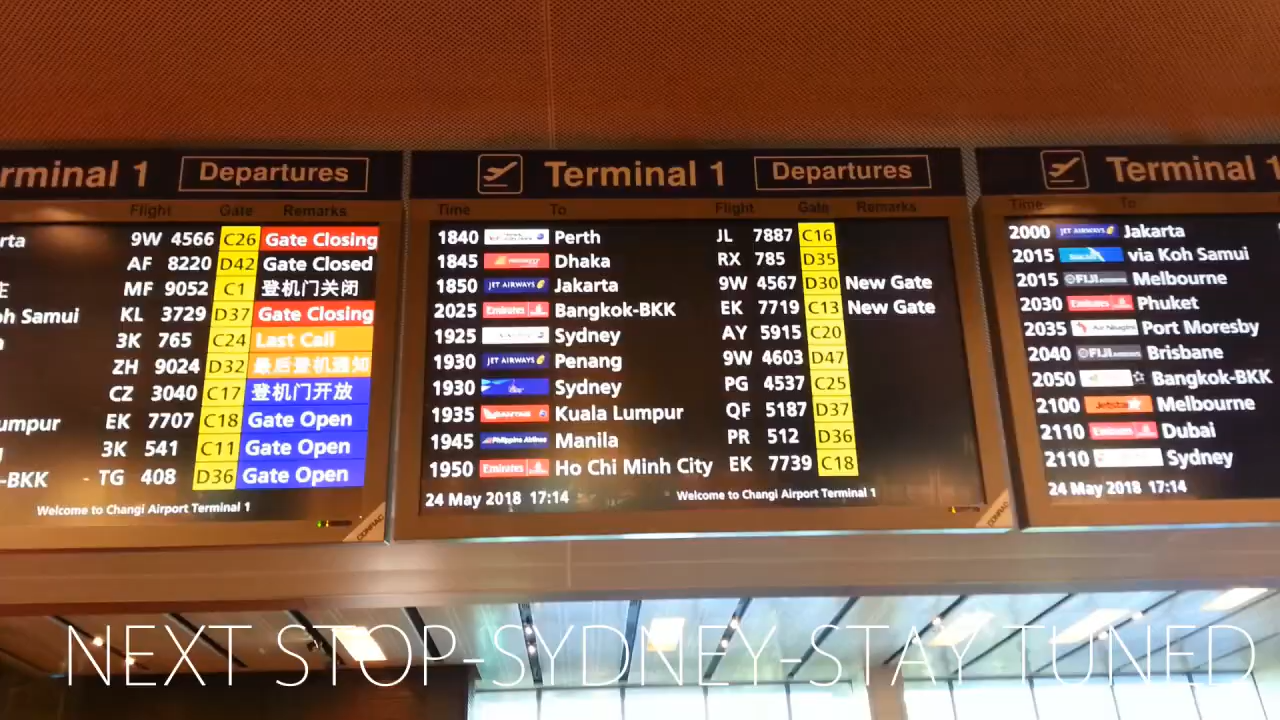 rminal 1 Departures
Flight Gate Remarks
rta 9W 4566 C26 Gate Closing
AF 8220 D42 Gate Closed
MF 9052 C1 登机门关闭
oh Samui KL 3729 D37 Gate Closing
3K 765 C24 Last Call
ZH 9024 D32 最后登机通知
CZ 3040 C17 登机门开放
umpur EK 7707 C18 Gate Open
3K 541 C11 Gate Open
-BKK - TG 408 D36 Gate Open
Welcome to Changi Airport Terminal 1
CONRAC
Terminal 1 Departures
Time To Flight Gate Remarks
1840 Perth JL 7887 C16
1845 Dhaka RX 785 D35
1850 JET AIRWAYS Jakarta 9W 4567 D30 New Gate
2025 Emirates Bangkok-BKK EK 7719 C13 New Gate
1925 Sydney AY 5915 C20
1930 JET AIRWAYS Penang 9W 4603 D47
1930 Sydney PG 4537 C25
1935 QANTAS Kuala Lumpur QF 5187 D37
1945 Philippine Airlines Manila PR 512 D36
1950 Emirates Ho Chi Minh City EK 7739 C18
24 May 2018 17:14 Welcome to Changi Airport Terminal 1
CONRAC
Terminal 1
Time To
2000 JET AIRWAYS Jakarta
2015 via Koh Samui
2015 FIJI Melbourne
2030 Emirates Phuket
2035 Air Niugini Port Moresby
2040 FIJI Brisbane
2050 Bangkok-BKK
2100 Jetstar Melbourne
2110 Emirates Dubai
2110 Sydney
24 May 2018 17:14
NEXT STOP-SYDNEY-STAY TUNED